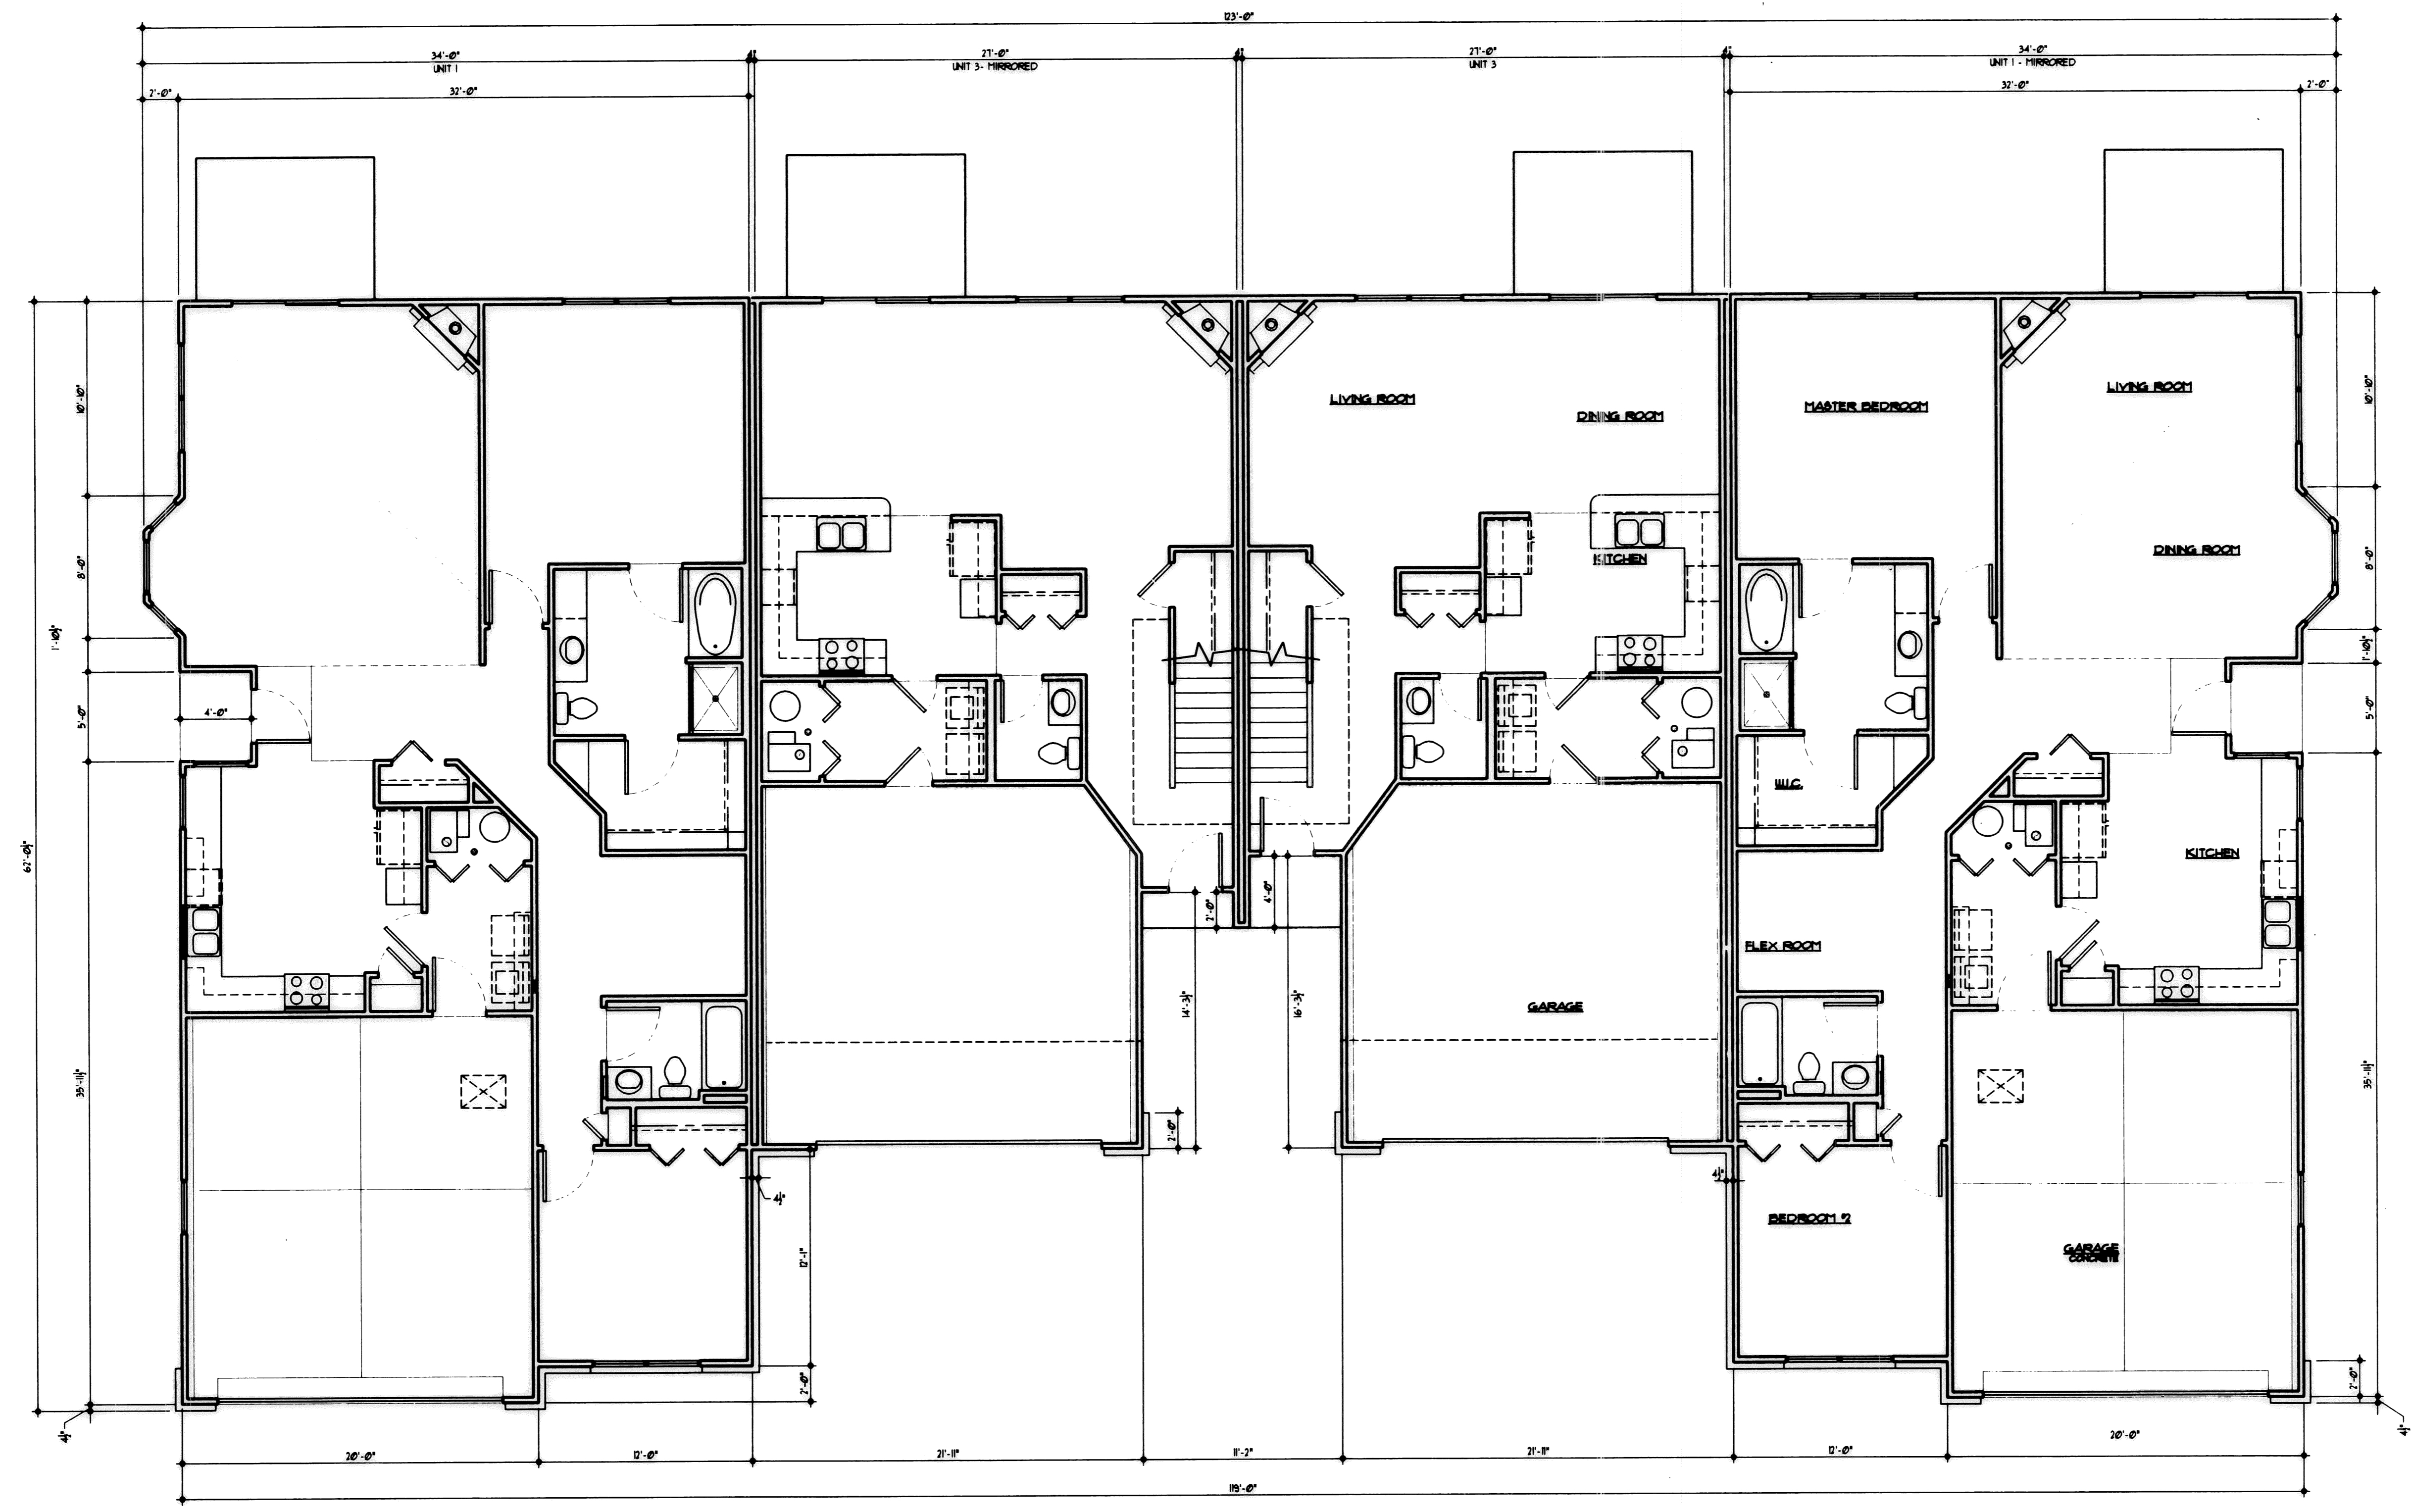 123'-0"
34'-0"
4"
27'-0"
4"
27'-0"
4"
34'-0"
UNIT 1
UNIT 3- MIRRORED
UNIT 3
UNIT 1 - MIRRORED
2'-0"
32'-0"
32'-0"
2'-0"
10'-10"
LIVING ROOM
DINING ROOM
MASTER BEDROOM
LIVING ROOM
10'-10"
8'-0"
KITCHEN
DINING ROOM
8'-0"
1'-10½"
1'-10½"
4'-0"
5'-0"
5'-0"
W.I.C.
62'-0½"
KITCHEN
2'-0"
4'-0"
FLEX ROOM
14'-3½"
16'-3½"
GARAGE
35'-11½"
35'-11½"
2'-0"
4½"
4½"
BEDROOM #2
12'-1"
GARAGE
CONCRETE
2'-0"
2'-0"
4½"
4½"
20'-0"
12'-0"
21'-11"
11'-2"
21'-11"
12'-0"
20'-0"
119'-0"